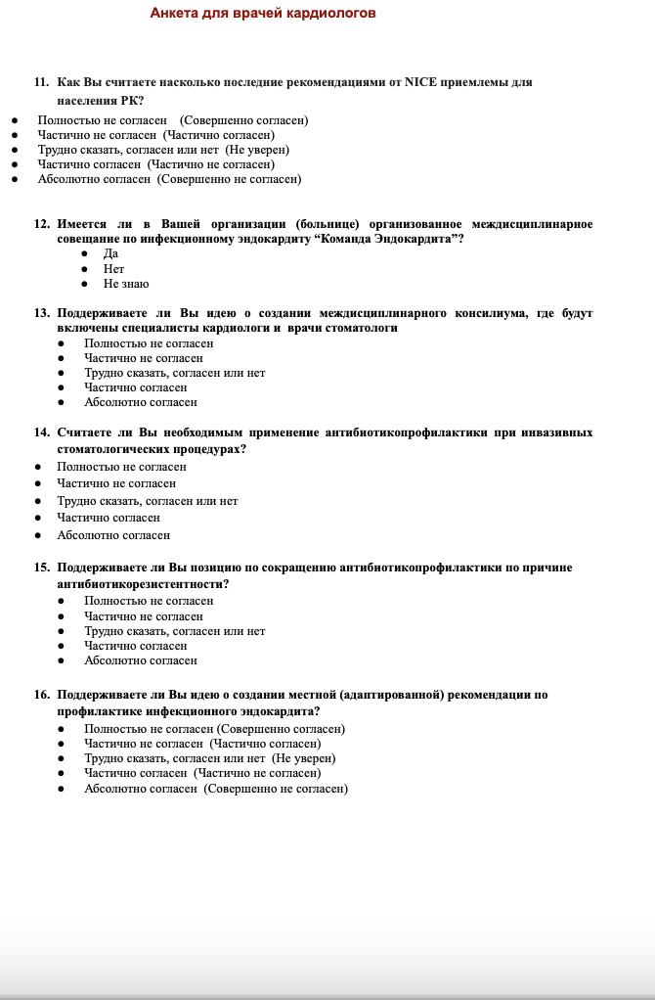 Анкета для врачей кардиологов
11. Как Вы считаете насколько последние рекомендациями от NICE приемлемы для
населения РК?
● Полностью не согласен (Совершенно согласен)
● Частично не согласен (Частично согласен)
● Трудно сказать, согласен или нет (Не уверен)
● Частично согласен (Частично не согласен)
● Абсолютно согласен (Совершенно не согласен)
12. Имеется ли в Вашей организации (больнице) организованное междисциплинарное
совещание по инфекционному эндокардиту “Команда Эндокардита”?
● Да
● Нет
● Не знаю
13. Поддерживаете ли Вы идею о создании междисциплинарного консилиума, где будут
включены специалисты кардиологи и врачи стоматологи
● Полностью не согласен
● Частично не согласен
● Трудно сказать, согласен или нет
● Частично согласен
● Абсолютно согласен
14. Считаете ли Вы необходимым применение антибиотикопрофилактики при инвазивных
стоматологических процедурах?
● Полностью не согласен
● Частично не согласен
● Трудно сказать, согласен или нет
● Частично согласен
● Абсолютно согласен
15. Поддерживаете ли Вы позицию по сокращению антибиотикопрофилактики по причине
антибиотикорезистентности?
● Полностью не согласен
● Частично не согласен
● Трудно сказать, согласен или нет
● Частично согласен
● Абсолютно согласен
16. Поддерживаете ли Вы идею о создании местной (адаптированной) рекомендации по
профилактике инфекционного эндокардита?
● Полностью не согласен (Совершенно согласен)
● Частично не согласен (Частично согласен)
● Трудно сказать, согласен или нет (Не уверен)
● Частично согласен (Частично не согласен)
● Абсолютно согласен (Совершенно не согласен)